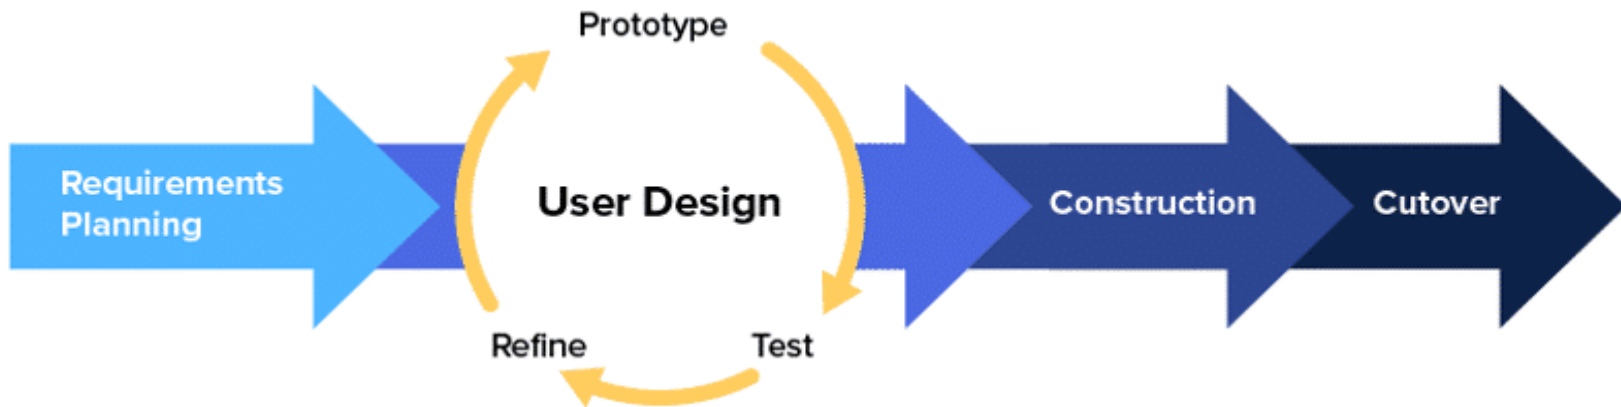 Prototype
Requirements
Planning
User Design
Construction
Cutover
Refine
Test